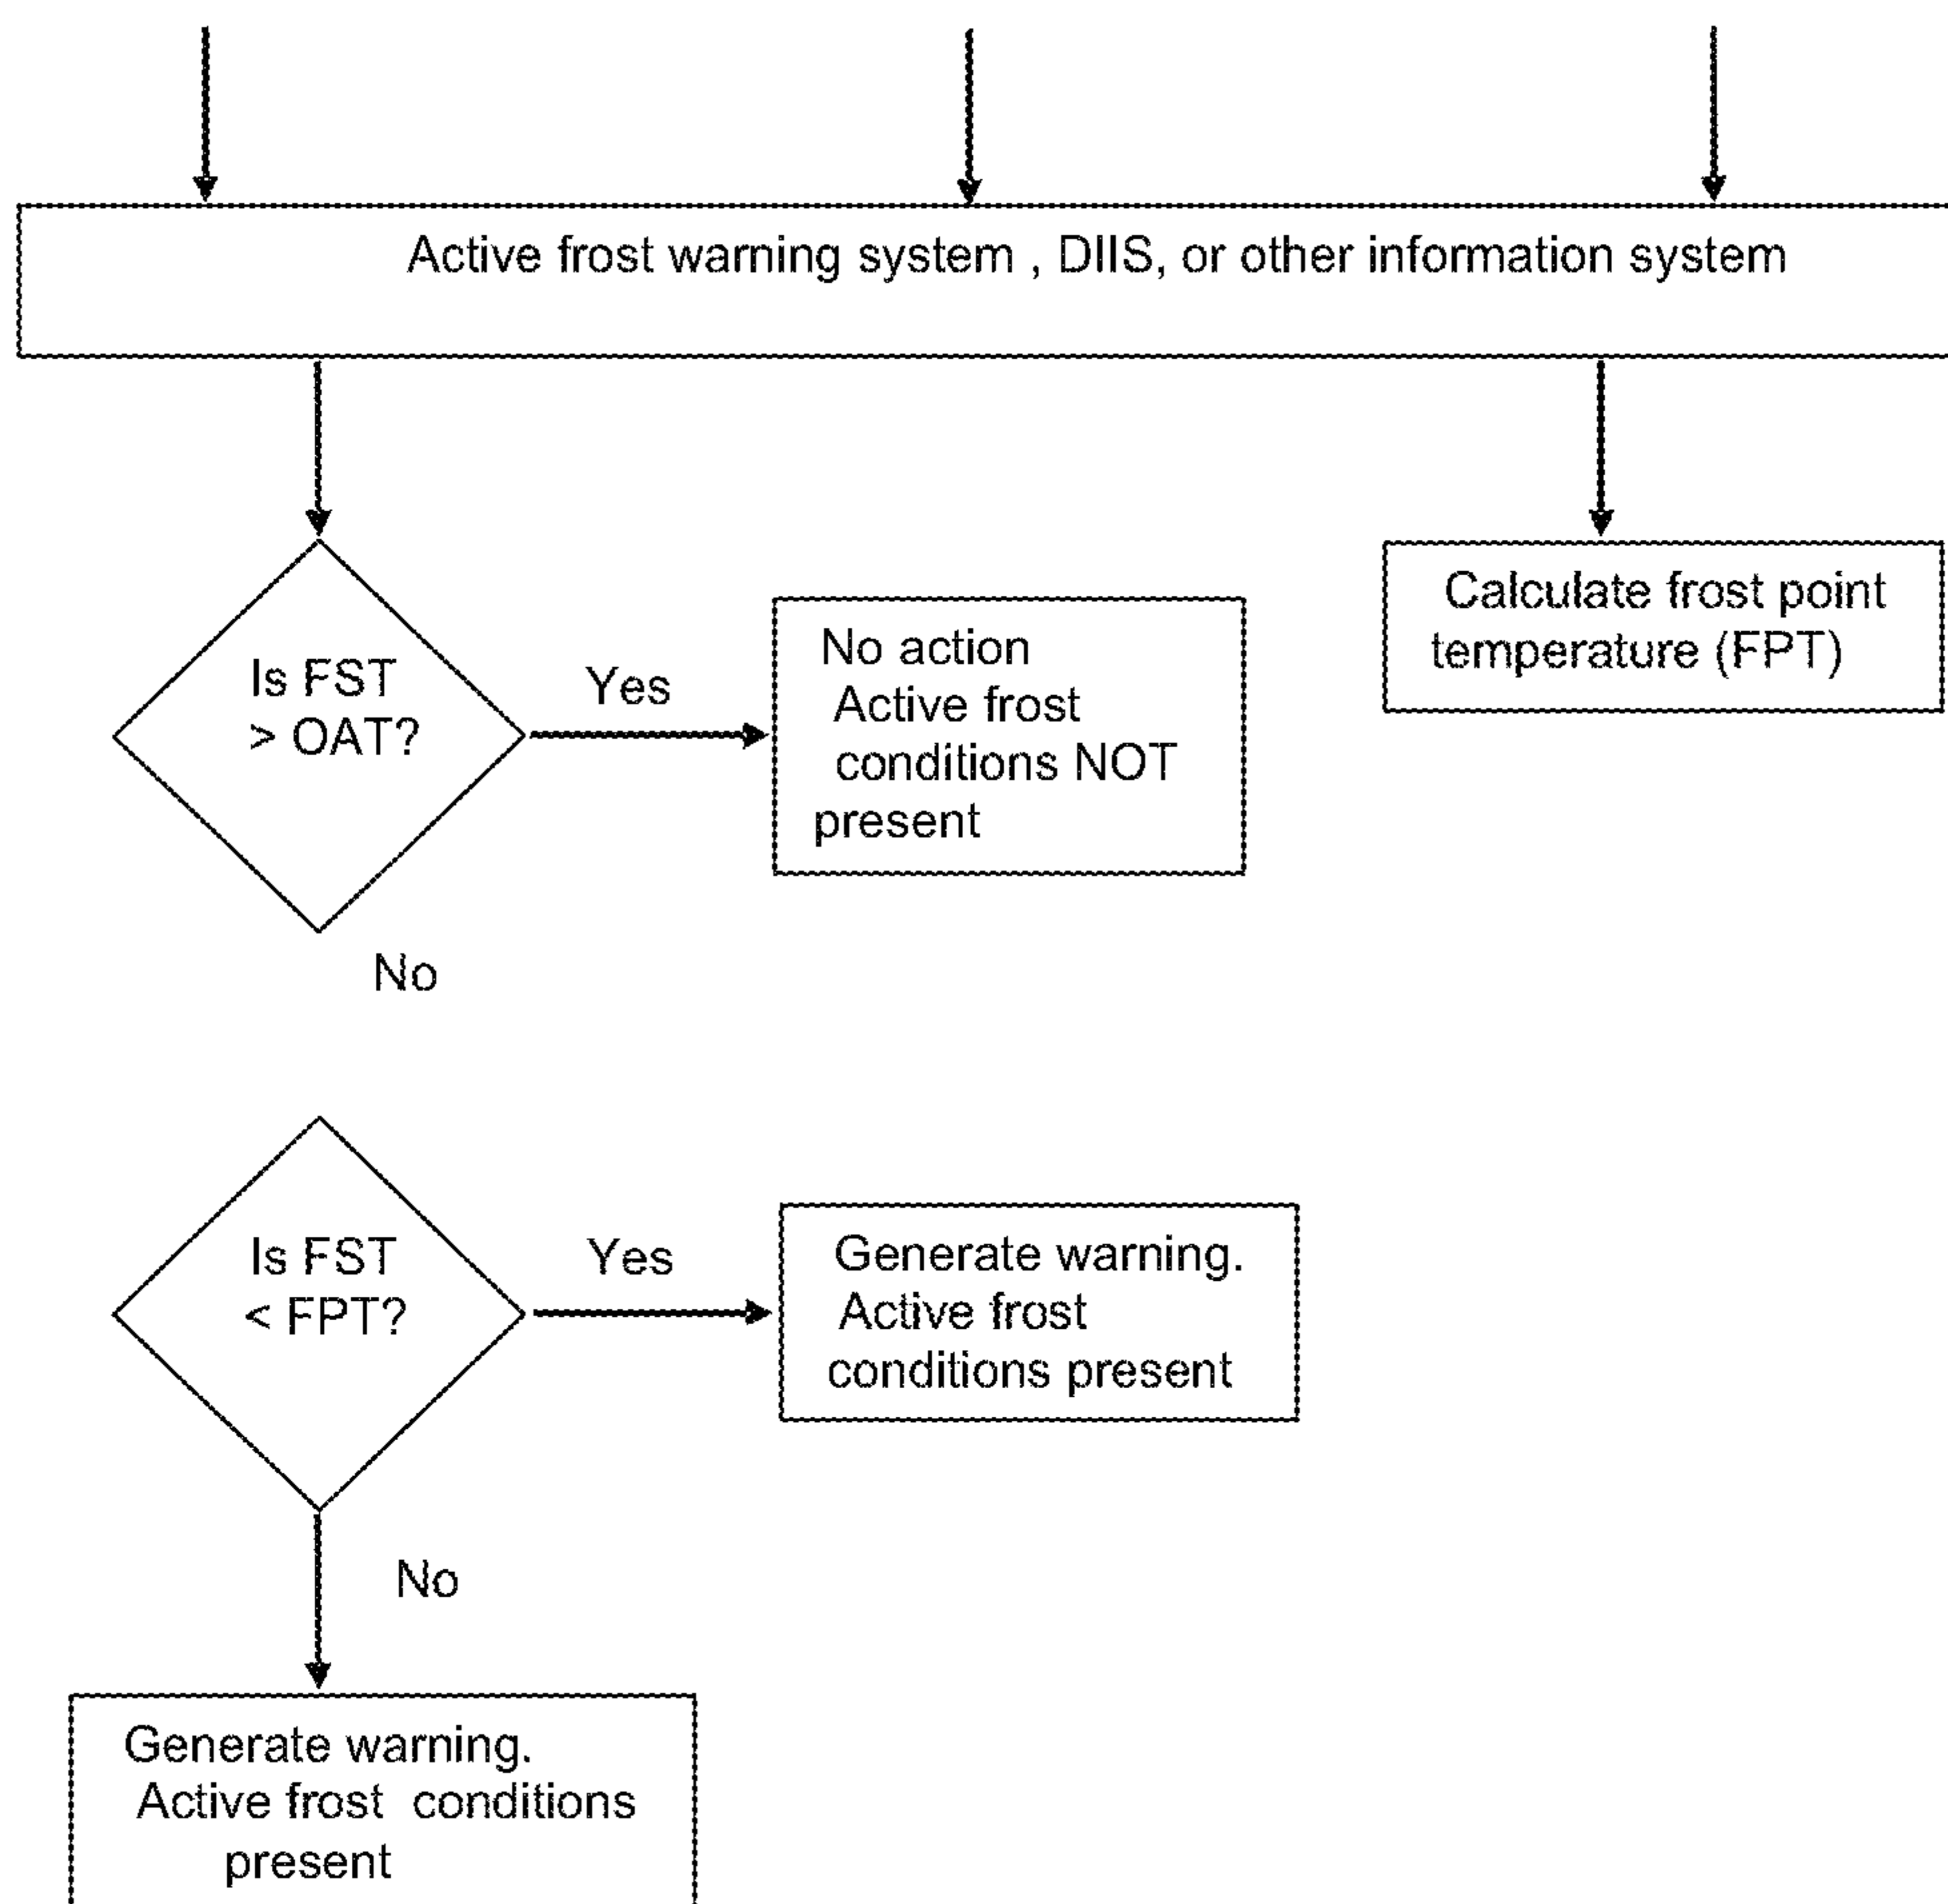 Active frost warning system , DIIS, or other information system
Is FST
> OAT?
Yes
No action
Active frost
conditions NOT
present
Calculate frost point
temperature (FPT)
No
Is FST
< FPT?
Yes
Generate warning.
Active frost
conditions present
No
Generate warning.
Active frost conditions
present